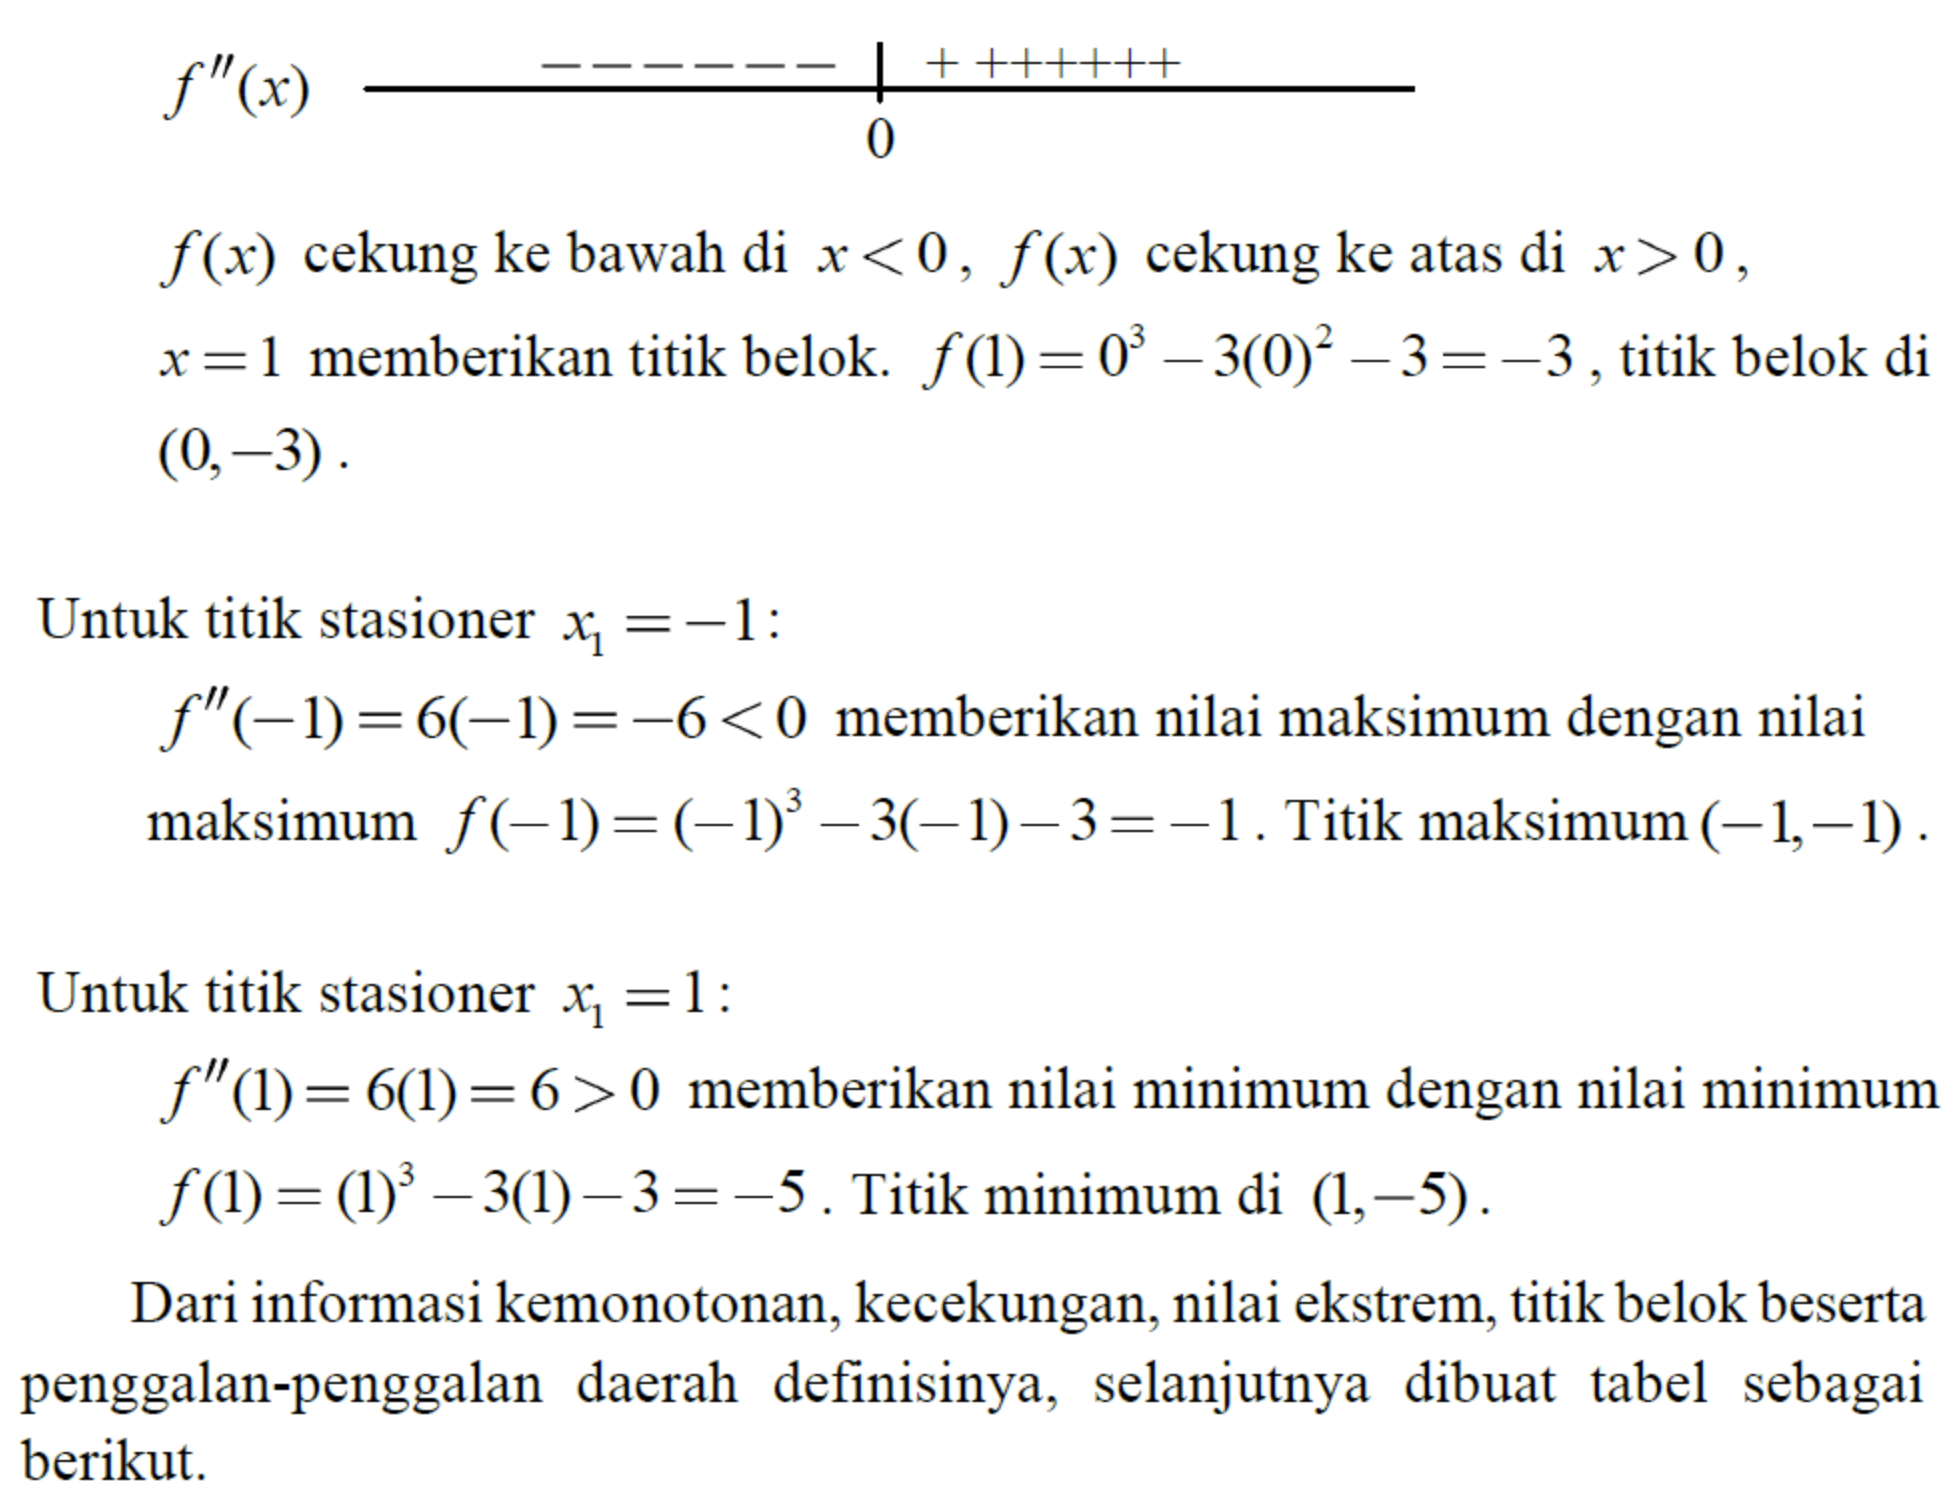 f″(x) − − − − − − + ++++++
0
f(x) cekung ke bawah di x < 0, f(x) cekung ke atas di x > 0,
x = 1 memberikan titik belok. f(1) = 0³ − 3(0)² − 3 = −3, titik belok di
(0, −3).
Untuk titik stasioner x₁ = −1:
f″(−1) = 6(−1) = −6 < 0 memberikan nilai maksimum dengan nilai
maksimum f(−1) = (−1)³ − 3(−1) − 3 = −1. Titik maksimum (−1, −1).
Untuk titik stasioner x₁ = 1:
f″(1) = 6(1) = 6 > 0 memberikan nilai minimum dengan nilai minimum
f(1) = (1)³ − 3(1) − 3 = −5. Titik minimum di (1, −5).
Dari informasi kemonotonan, kecekungan, nilai ekstrem, titik belok beserta
penggalan-penggalan daerah definisinya, selanjutnya dibuat tabel sebagai
berikut.